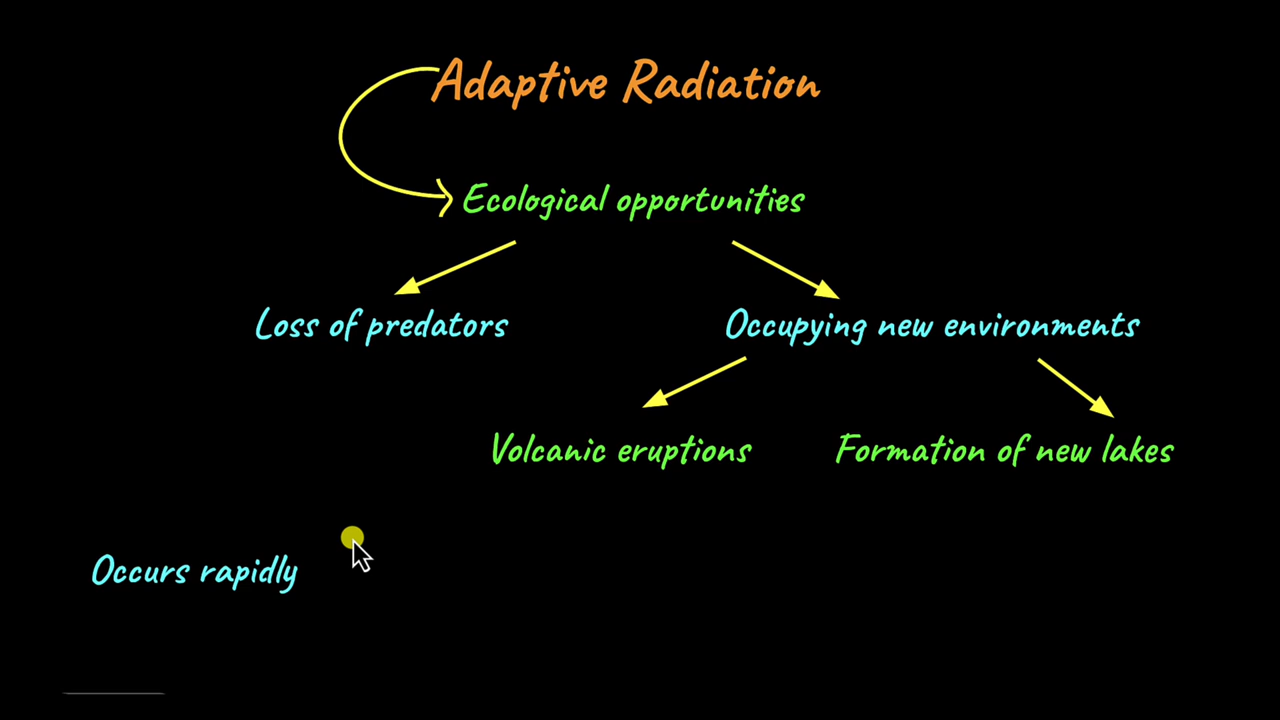 Adaptive Radiation
Ecological opportunities
Loss of predators
Occupying new environments
Volcanic eruptions
Formation of new lakes
Occurs rapidly